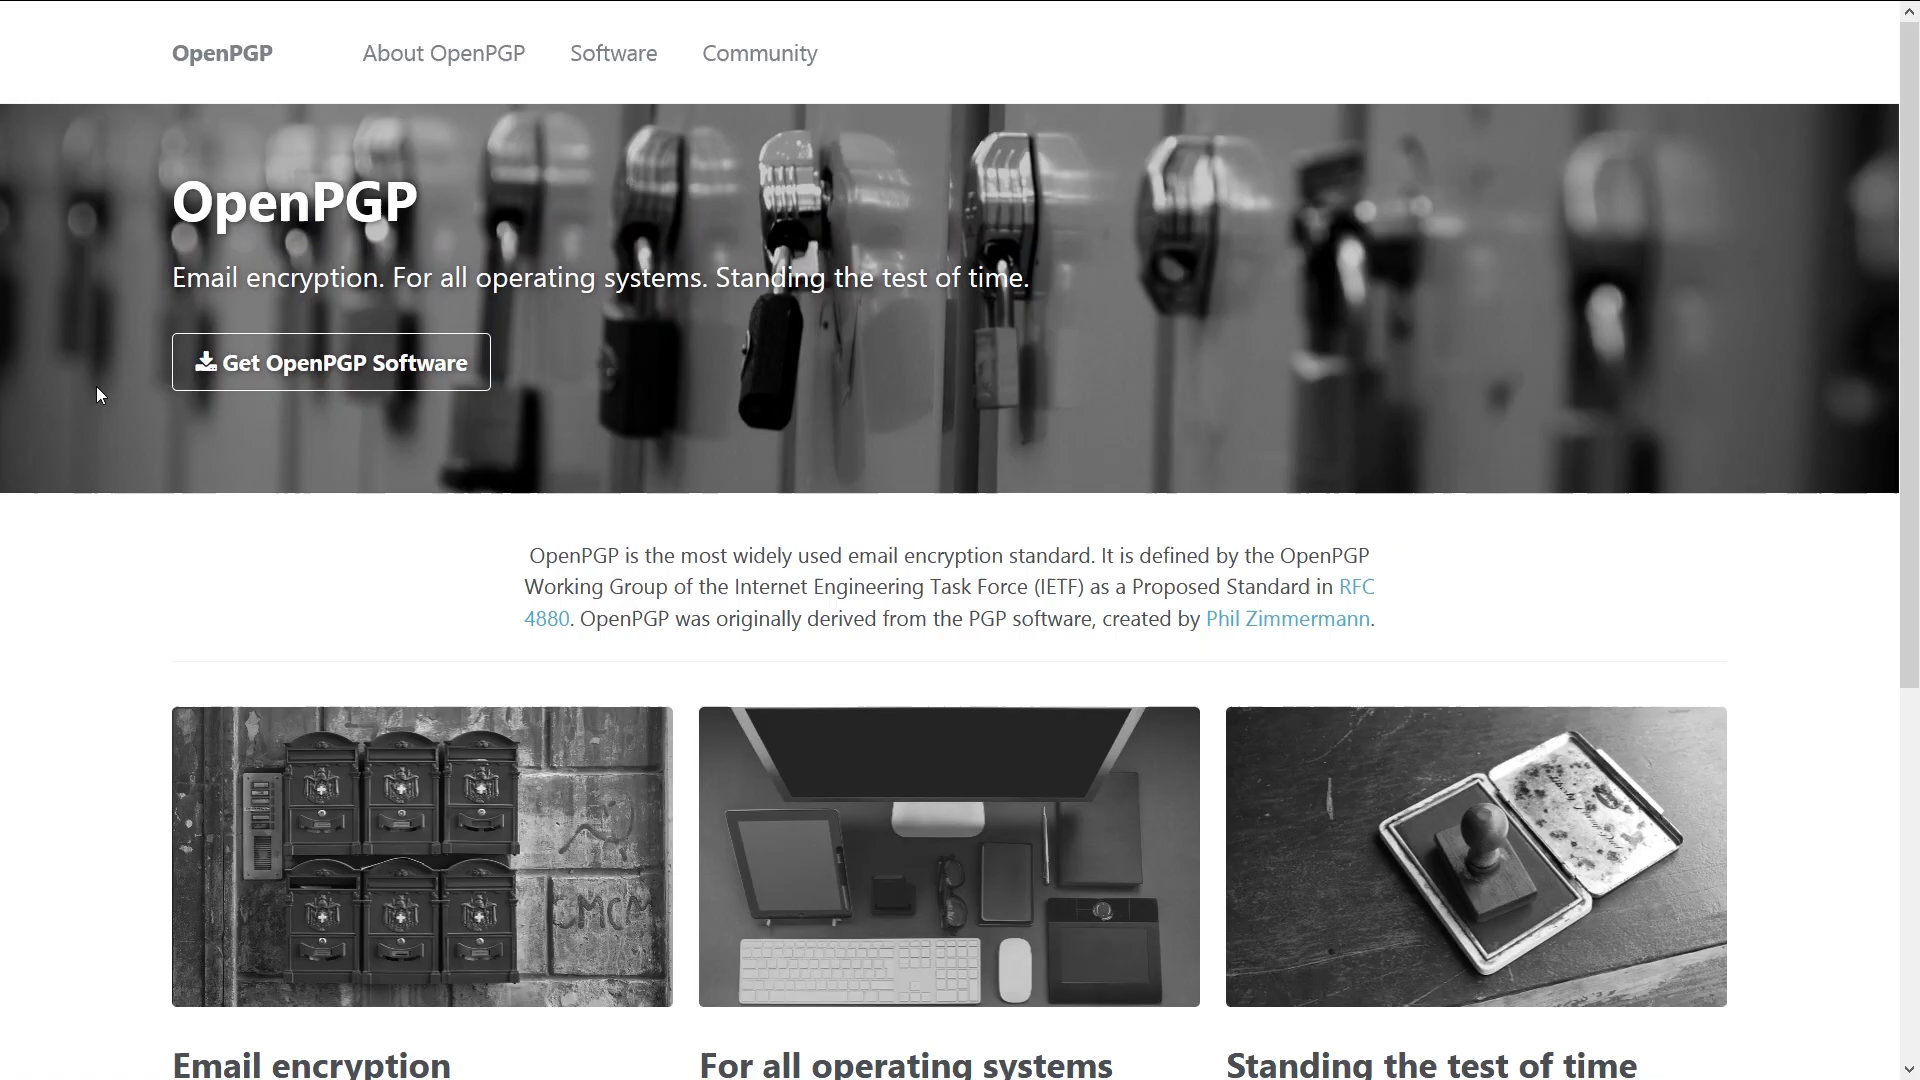 OpenPGP About OpenPGP Software Community
OpenPGP
Email encryption. For all operating systems. Standing the test of time.
Get OpenPGP Software
OpenPGP is the most widely used email encryption standard. It is defined by the OpenPGP
Working Group of the Internet Engineering Task Force (IETF) as a Proposed Standard in RFC
4880. OpenPGP was originally derived from the PGP software, created by Phil Zimmermann.
CMCM
Email encryption
For all operating systems
Standing the test of time